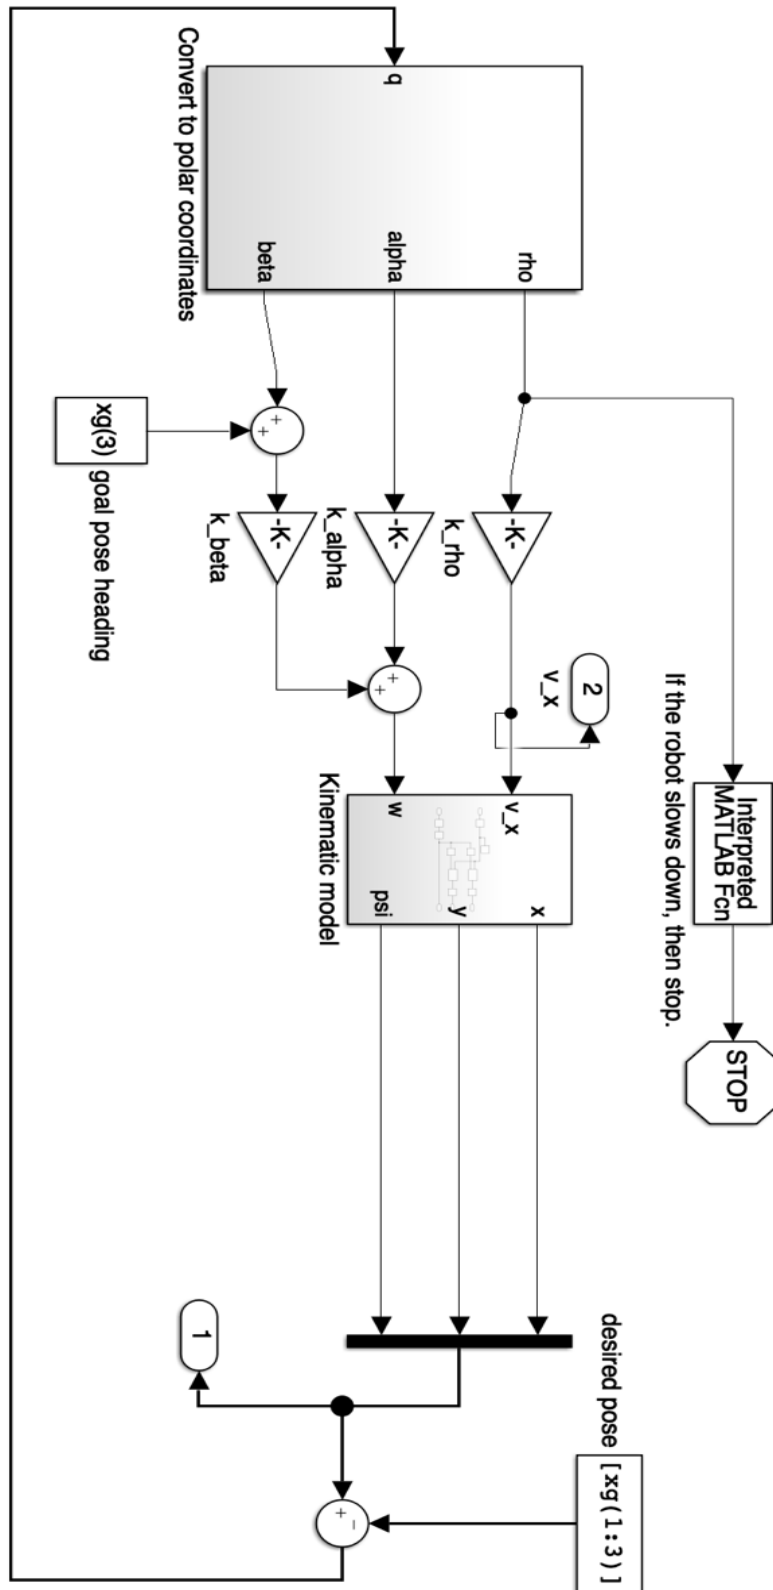 desired pose
[xg(1:3)]
Interpreted
MATLAB Fcn
STOP
If the robot slows down, then stop.
2
v_x
q
rho
alpha
beta
Convert to polar coordinates
-K-
k_rho
-K-
k_alpha
-K-
k_beta
+
+
xg(3)
goal pose heading
+
+
v_x
w
x
y
psi
Kinematic model
-
+
1